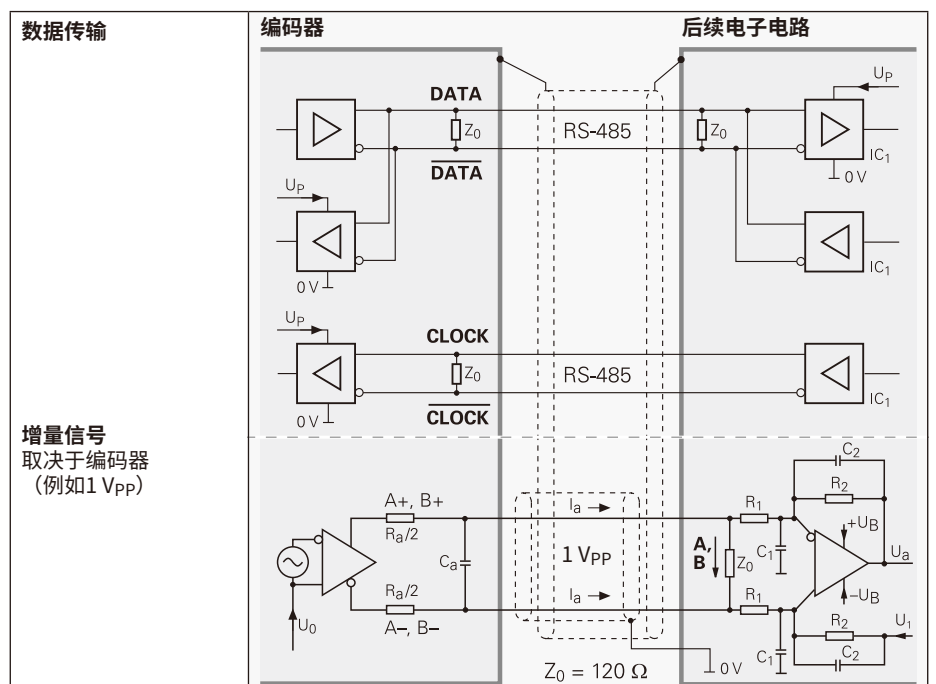 数据传输
编码器
后续电子电路
DATA
Z0
RS-485
Z0
UP
IC1
0 V
DATA
UP
0 V
IC1
UP
CLOCK
Z0
RS-485
CLOCK
0 V
IC1
增量信号
取决于编码器
（例如1 VPP）
A+, B+
Ra/2
Ca
Ra/2
A–, B–
U0
Ia
1 VPP
Ia
Z0 = 120 Ω
0 V
A,
B
Z0
R1
C1
R1
C1
C2
R2
+UB
Ua
–UB
R2
U1
C2